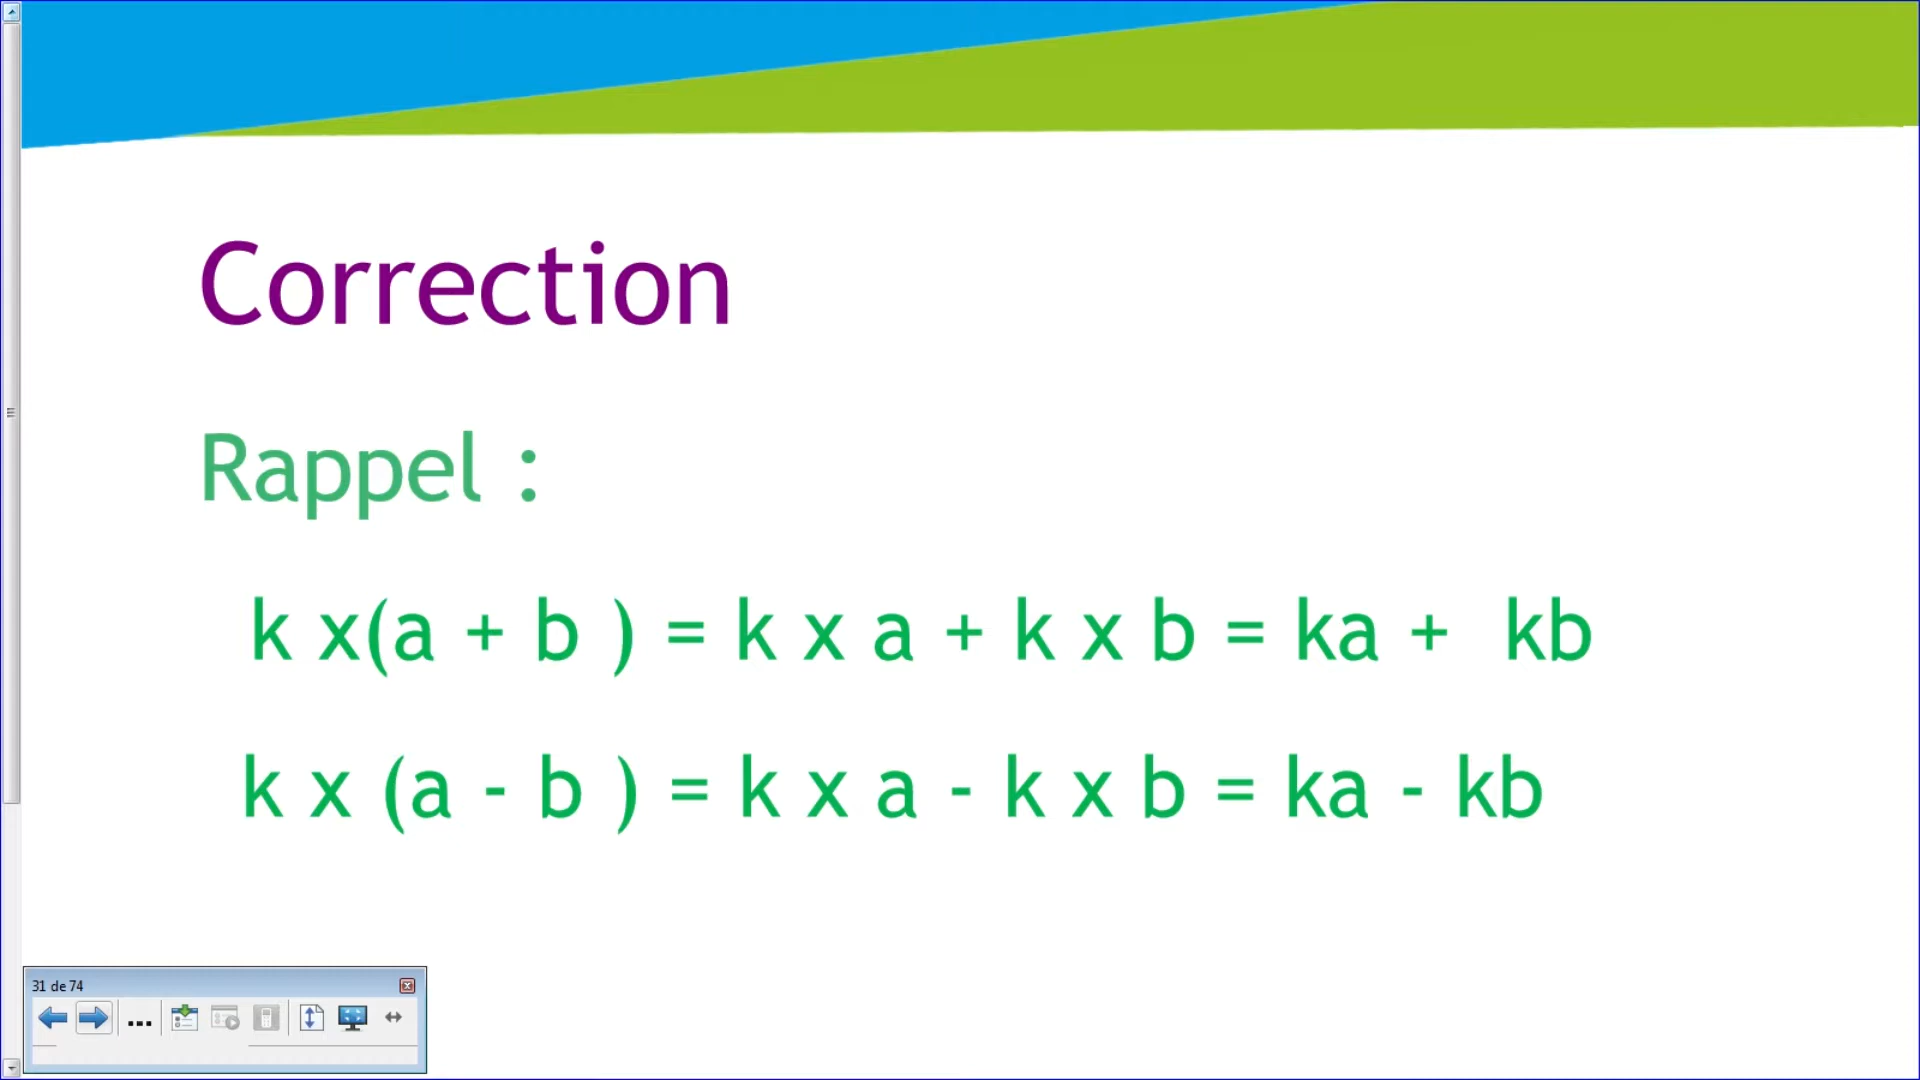 Correction
Rappel :
k x(a + b ) = k x a + k x b = ka +  kb
k x (a - b ) = k x a - k x b = ka - kb
31 de 74